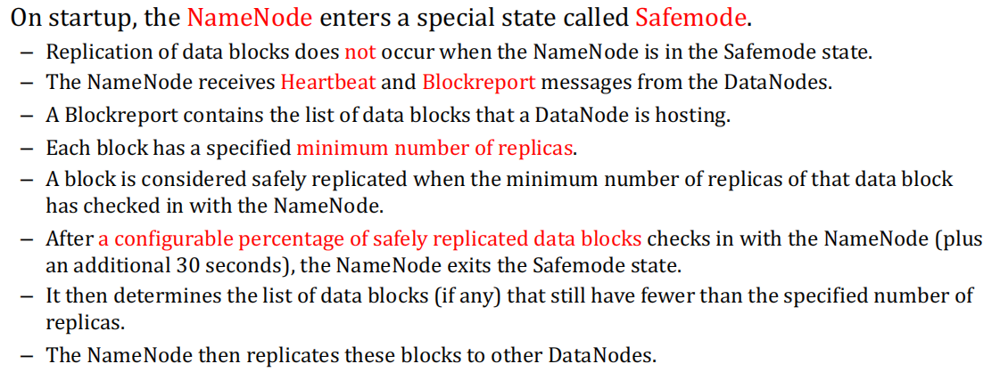 On startup, the NameNode enters a special state called Safemode.
– Replication of data blocks does not occur when the NameNode is in the Safemode state.
– The NameNode receives Heartbeat and Blockreport messages from the DataNodes.
– A Blockreport contains the list of data blocks that a DataNode is hosting.
– Each block has a specified minimum number of replicas.
– A block is considered safely replicated when the minimum number of replicas of that data block
has checked in with the NameNode.
– After a configurable percentage of safely replicated data blocks checks in with the NameNode (plus
an additional 30 seconds), the NameNode exits the Safemode state.
– It then determines the list of data blocks (if any) that still have fewer than the specified number of
replicas.
– The NameNode then replicates these blocks to other DataNodes.